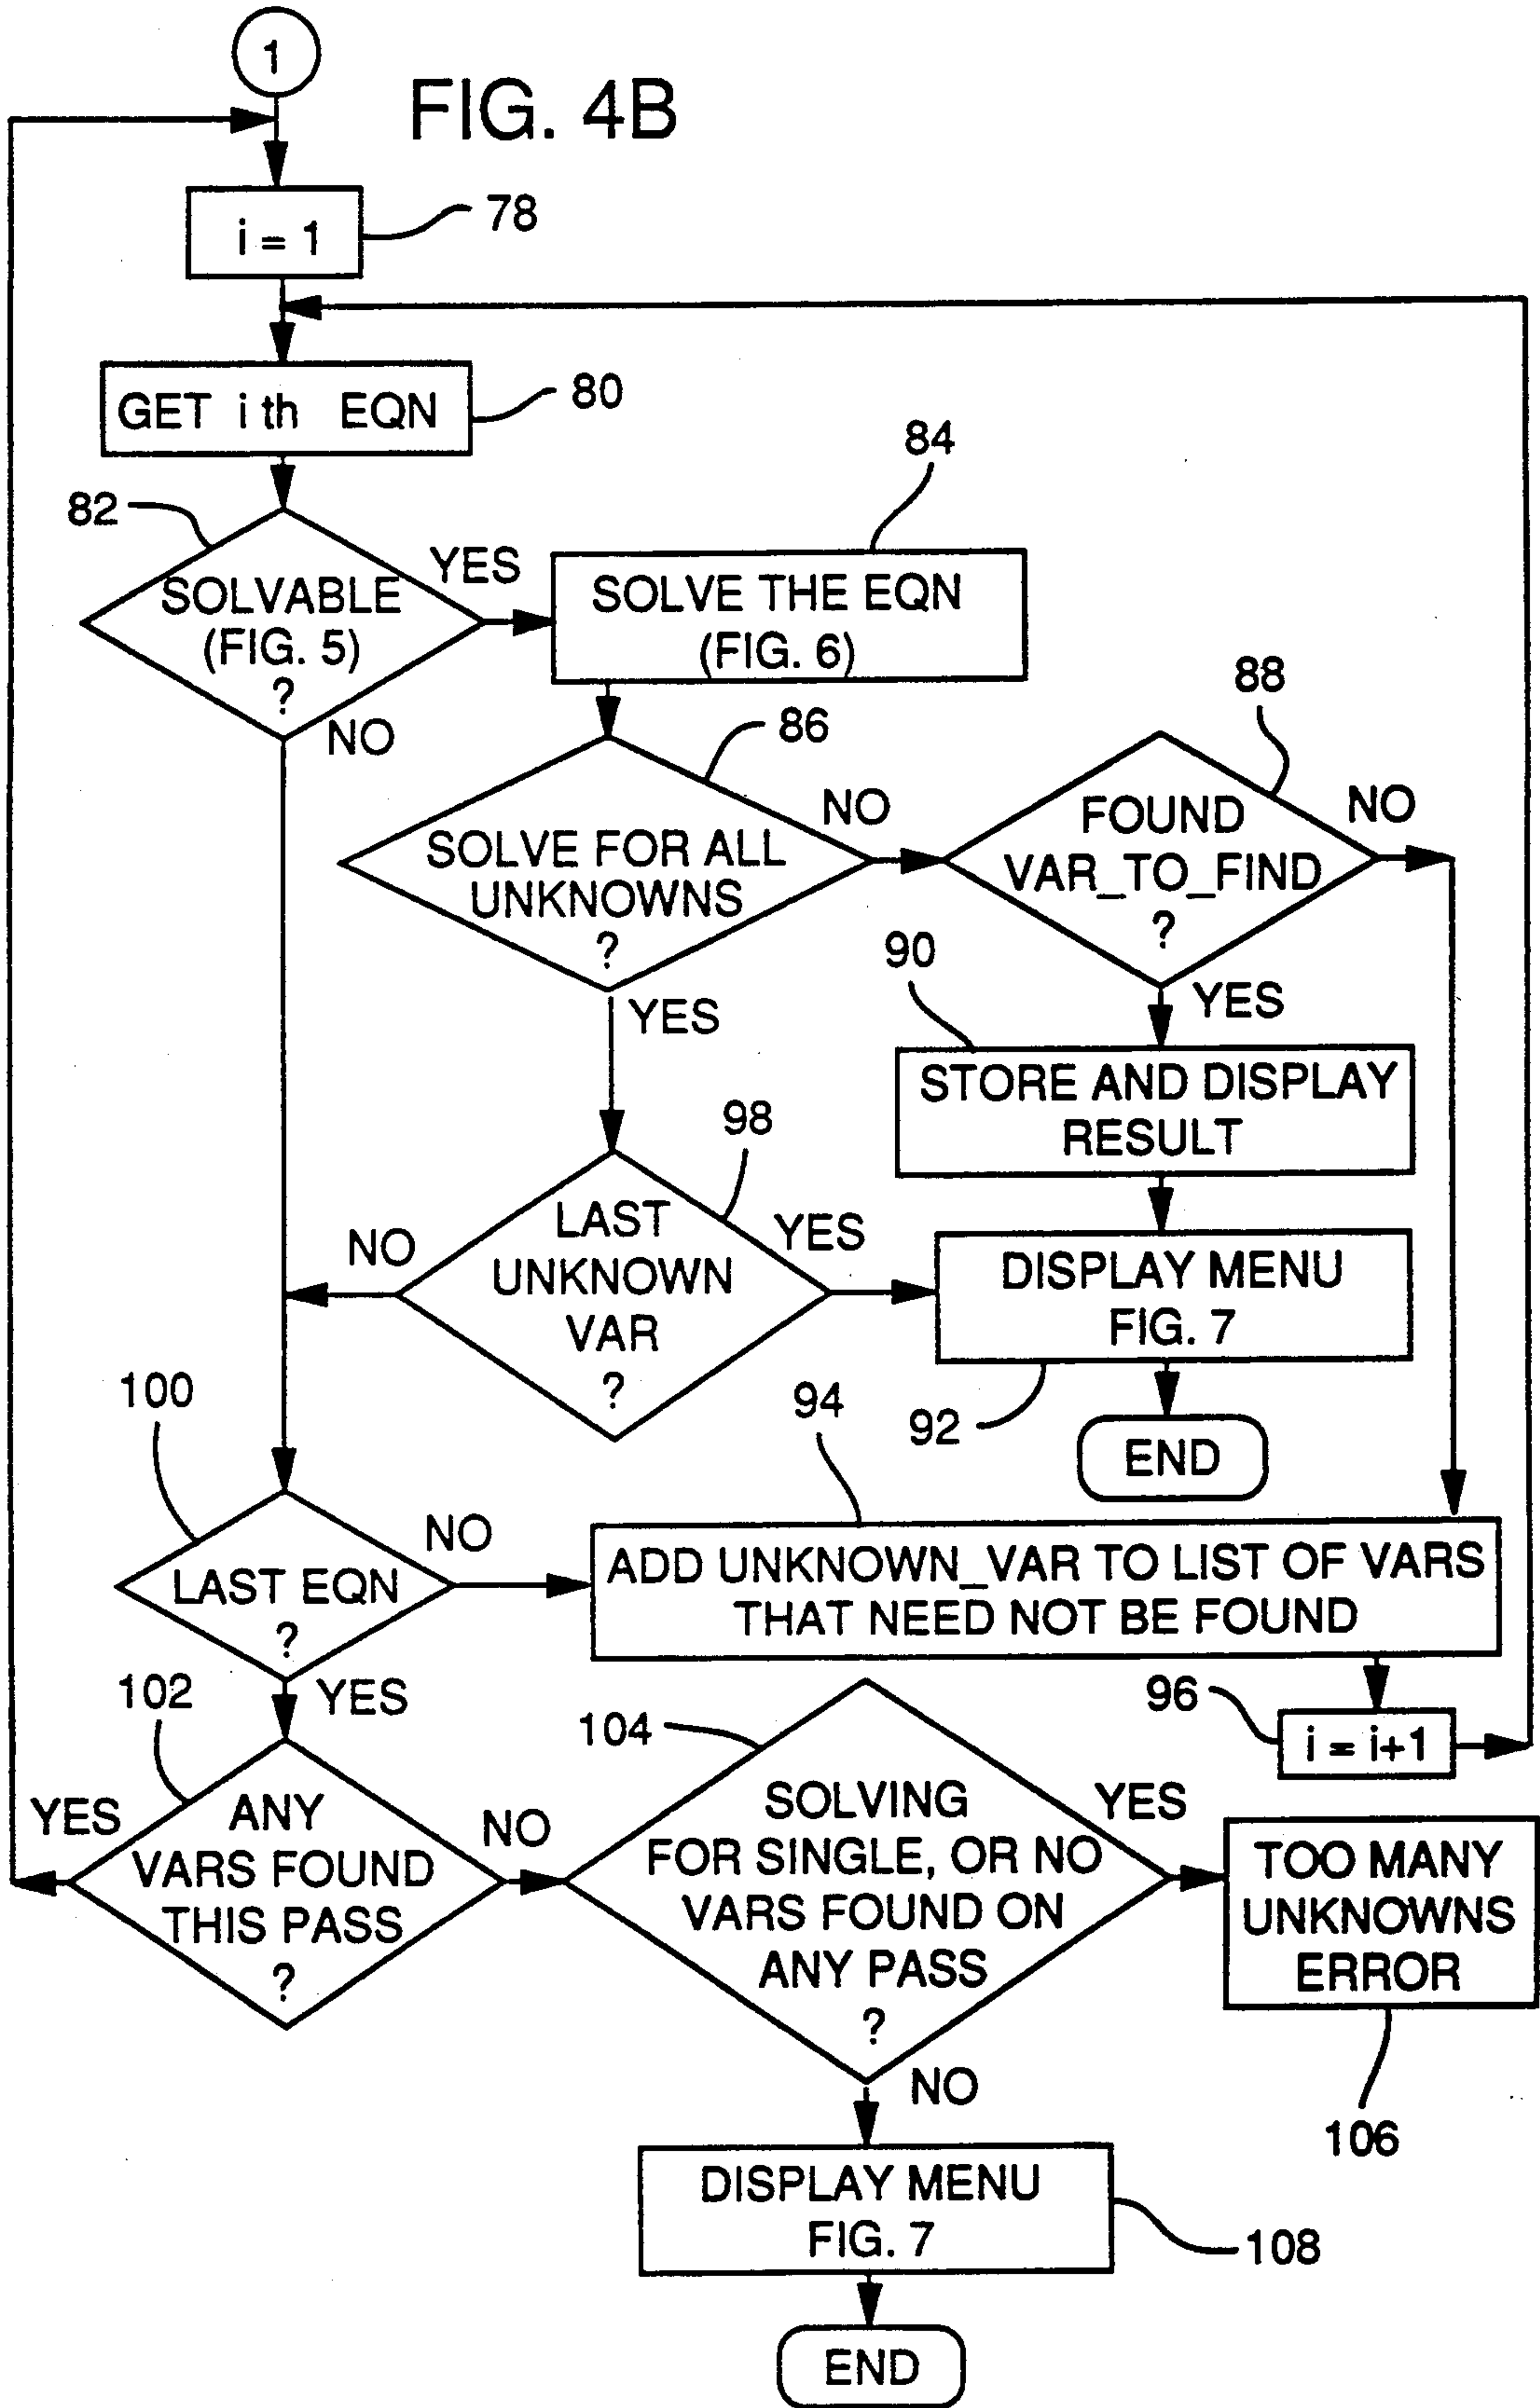 1
FIG. 4B
i = 1
78
GET i th EQN
80
82
SOLVABLE
(FIG. 5)
?
YES
NO
84
SOLVE THE EQN
(FIG. 6)
86
SOLVE FOR ALL
UNKNOWNS
?
NO
YES
88
FOUND
VAR_TO_FIND
?
NO
YES
90
STORE AND DISPLAY
RESULT
98
LAST
UNKNOWN
VAR
?
NO
YES
DISPLAY MENU
FIG. 7
92
END
100
LAST EQN
?
NO
YES
94
ADD UNKNOWN_VAR TO LIST OF VARS
THAT NEED NOT BE FOUND
96
i = i+1
102
ANY
VARS FOUND
THIS PASS
?
YES
NO
104
SOLVING
FOR SINGLE, OR NO
VARS FOUND ON
ANY PASS
?
YES
NO
TOO MANY
UNKNOWNS
ERROR
106
DISPLAY MENU
FIG. 7
108
END